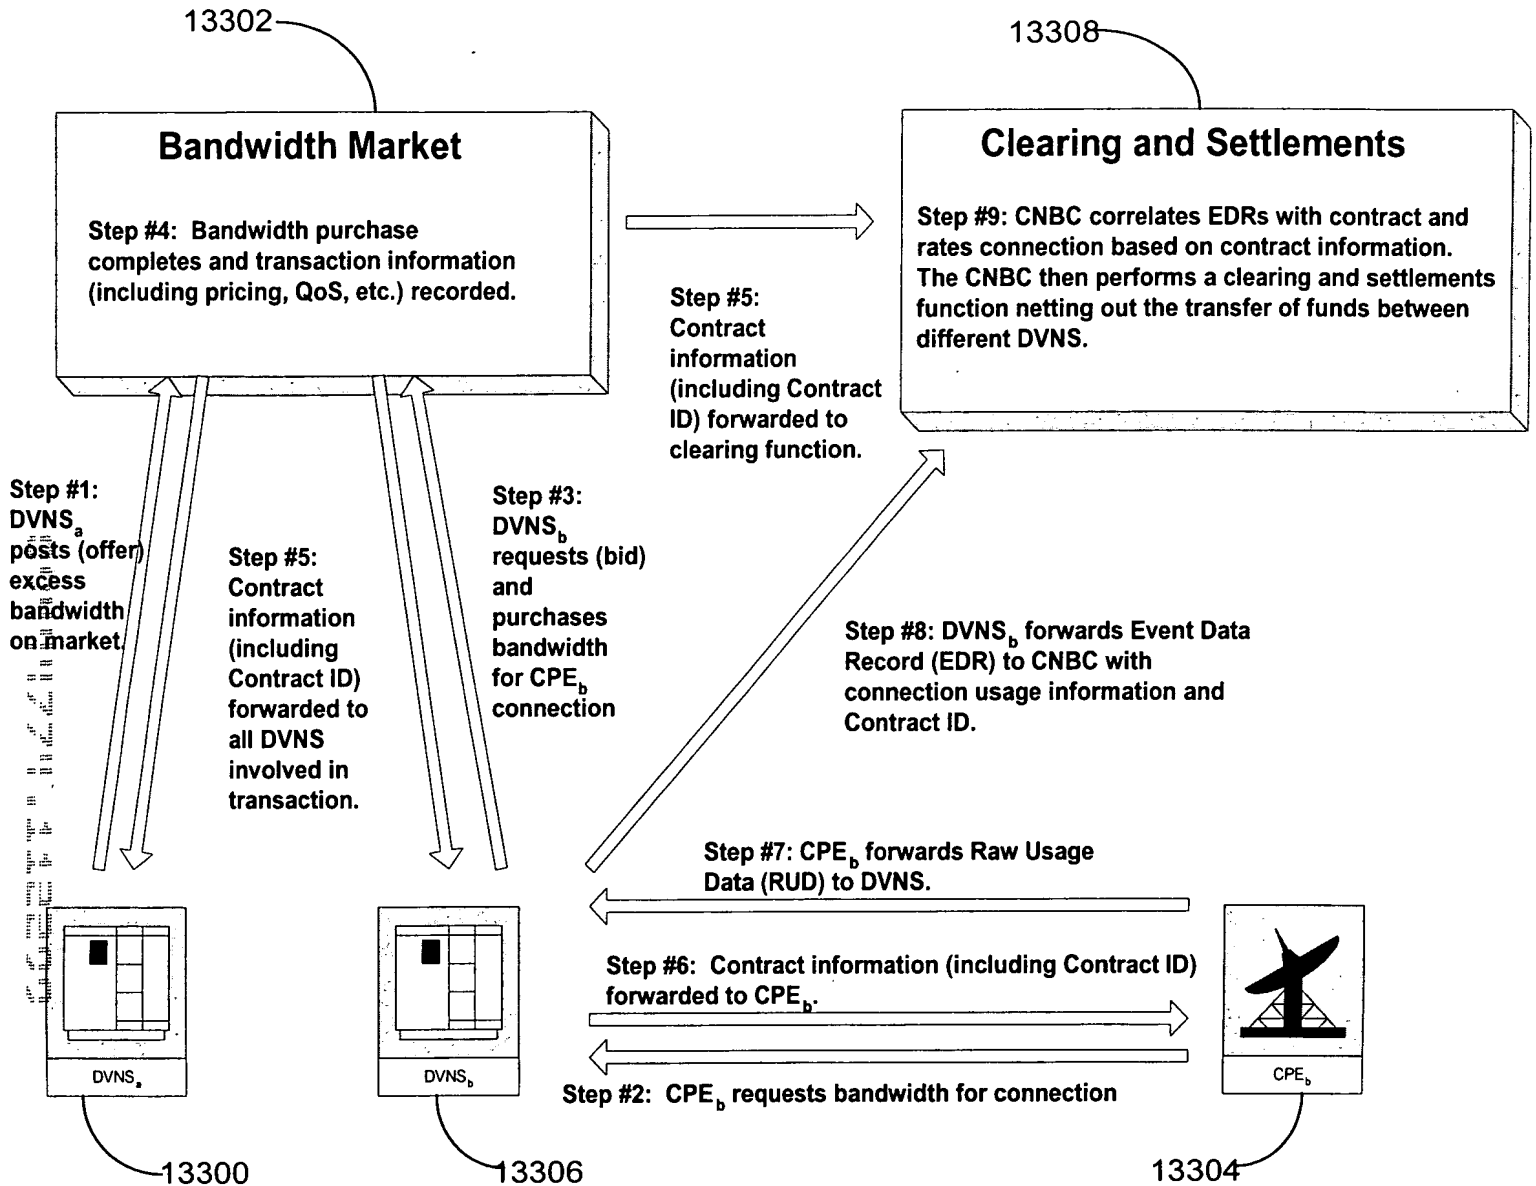 13302
13308
Bandwidth Market
Step #4: Bandwidth purchase
completes and transaction information
(including pricing, QoS, etc.) recorded.
Clearing and Settlements
Step #9: CNBC correlates EDRs with contract and
rates connection based on contract information.
The CNBC then performs a clearing and settlements
function netting out the transfer of funds between
different DVNS.
Step #5:
Contract
information
(including Contract
ID) forwarded to
clearing function.
Step #1:
DVNSa
posts (offer)
excess
bandwidth
on market.
Step #5:
Contract
information
(including
Contract ID)
forwarded to
all DVNS
involved in
transaction.
Step #3:
DVNSb
requests (bid)
and
purchases
bandwidth
for CPEb
connection
Step #8: DVNSb forwards Event Data
Record (EDR) to CNBC with
connection usage information and
Contract ID.
Step #7: CPEb forwards Raw Usage
Data (RUD) to DVNS.
Step #6: Contract information (including Contract ID)
forwarded to CPEb.
Step #2: CPEb requests bandwidth for connection
DVNSa
DVNSb
CPEb
13300
13306
13304